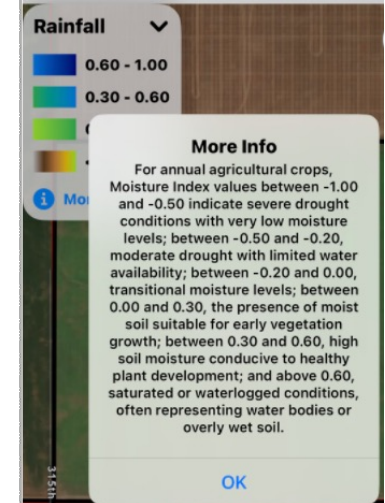 Rainfall
0.60 - 1.00
0.30 - 0.60
More Info
For annual agricultural crops,
Moisture Index values between -1.00
and -0.50 indicate severe drought
conditions with very low moisture
levels; between -0.50 and -0.20,
moderate drought with limited water
availability; between -0.20 and 0.00,
transitional moisture levels; between
0.00 and 0.30, the presence of moist
soil suitable for early vegetation
growth; between 0.30 and 0.60, high
soil moisture conducive to healthy
plant development; and above 0.60,
saturated or waterlogged conditions,
often representing water bodies or
overly wet soil.
OK
315th